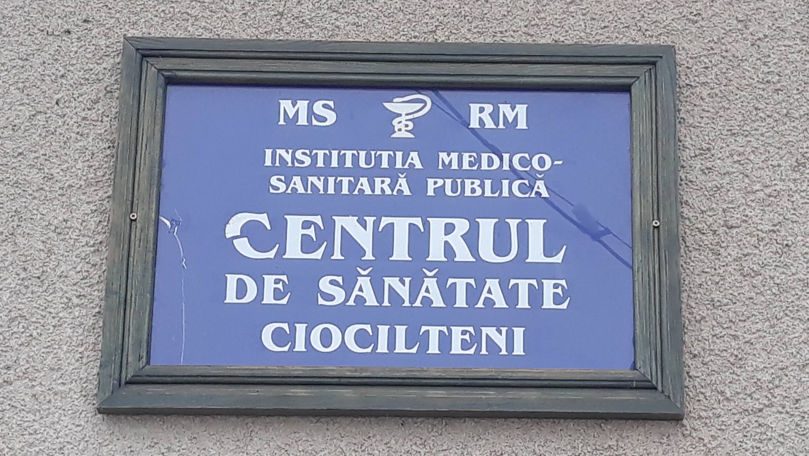 MS RM
INSTITUTIA MEDICO-
SANITARĂ PUBLICĂ
CENTRUL
DE SĂNĂTATE
CIOCILTENI